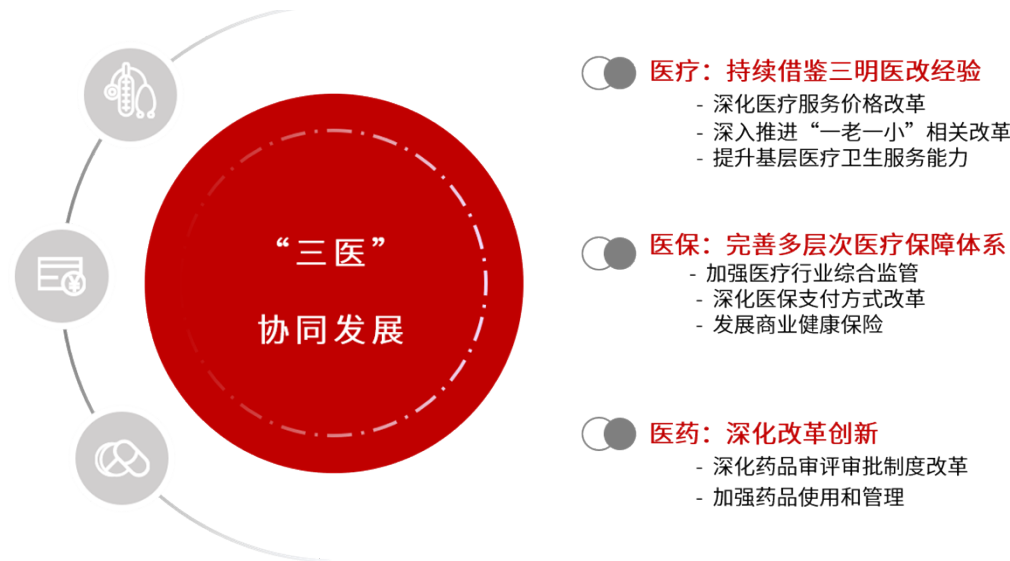 “三医”
协同发展
医疗：持续借鉴三明医改经验
- 深化医疗服务价格改革
- 深入推进“一老一小”相关改革
- 提升基层医疗卫生服务能力
医保：完善多层次医疗保障体系
- 加强医疗行业综合监管
- 深化医保支付方式改革
- 发展商业健康保险
医药：深化改革创新
- 深化药品审评审批制度改革
- 加强药品使用和管理